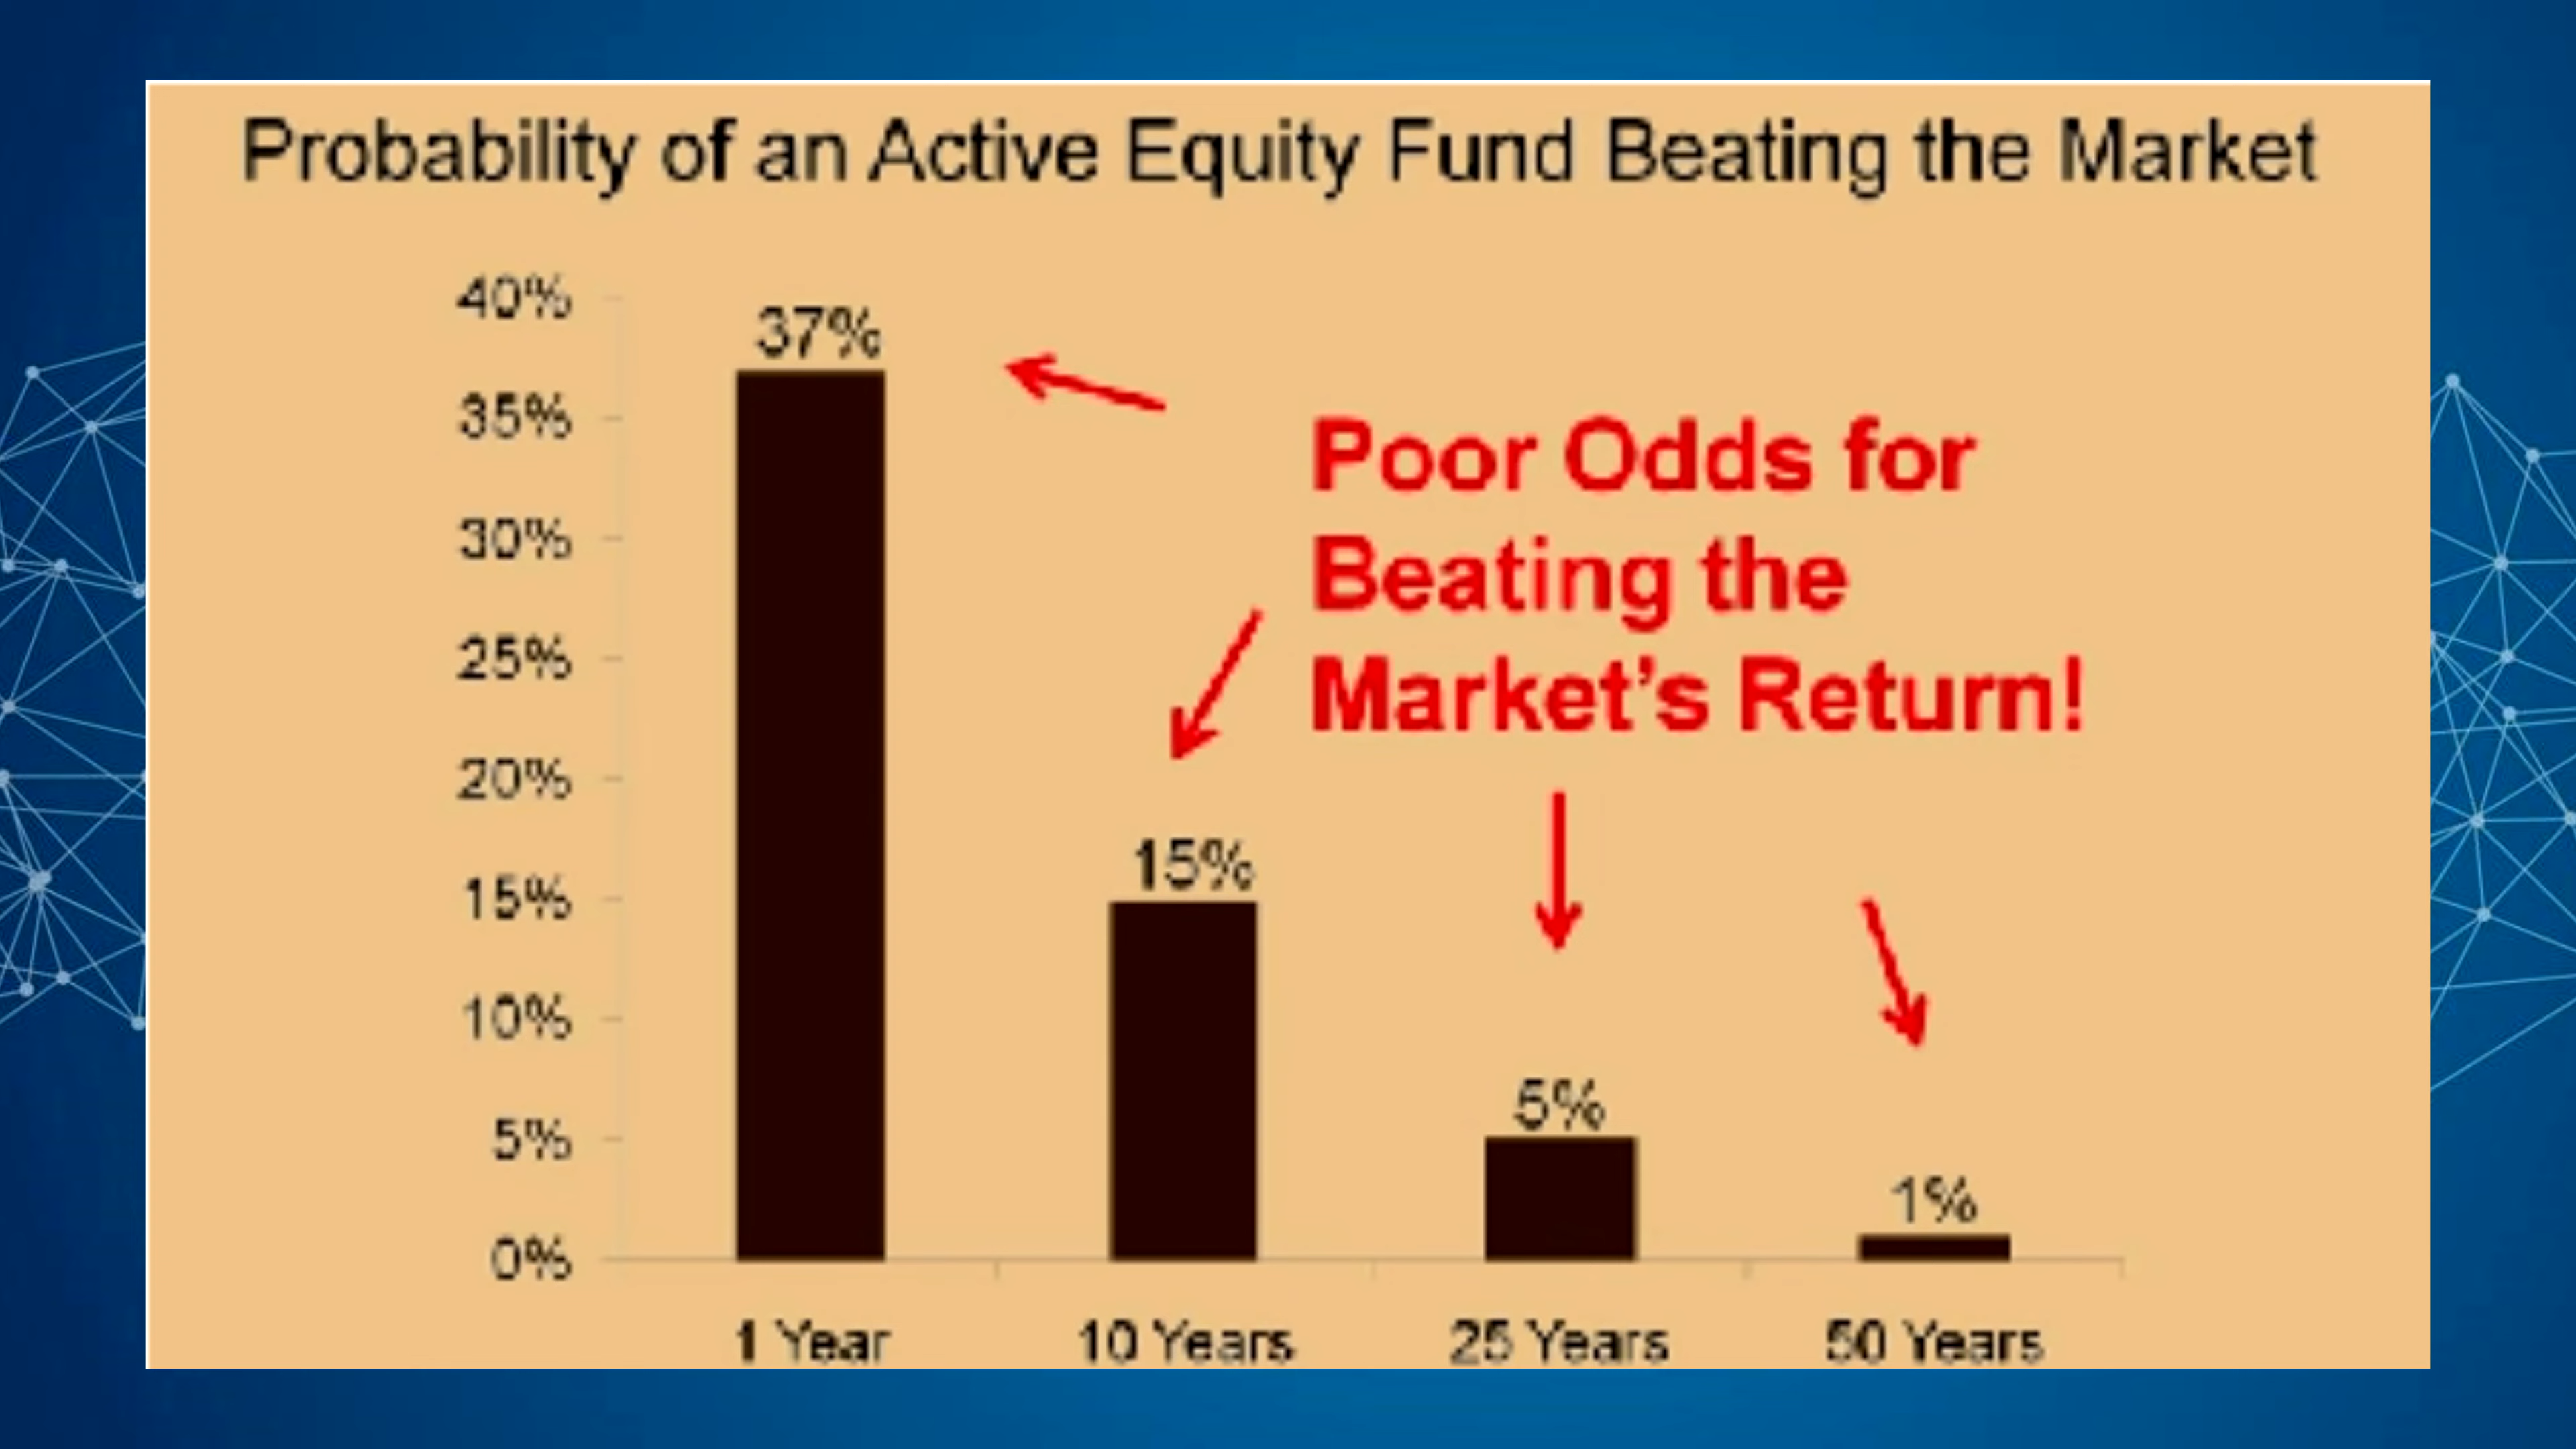 Probability of an Active Equity Fund Beating the Market
40%
37%
35%
Poor Odds for
Beating the
Market's Return!
30%
25%
20%
15%
15%
10%
5%
5%
1%
0%
1 Year
10 Years
25 Years
50 Years